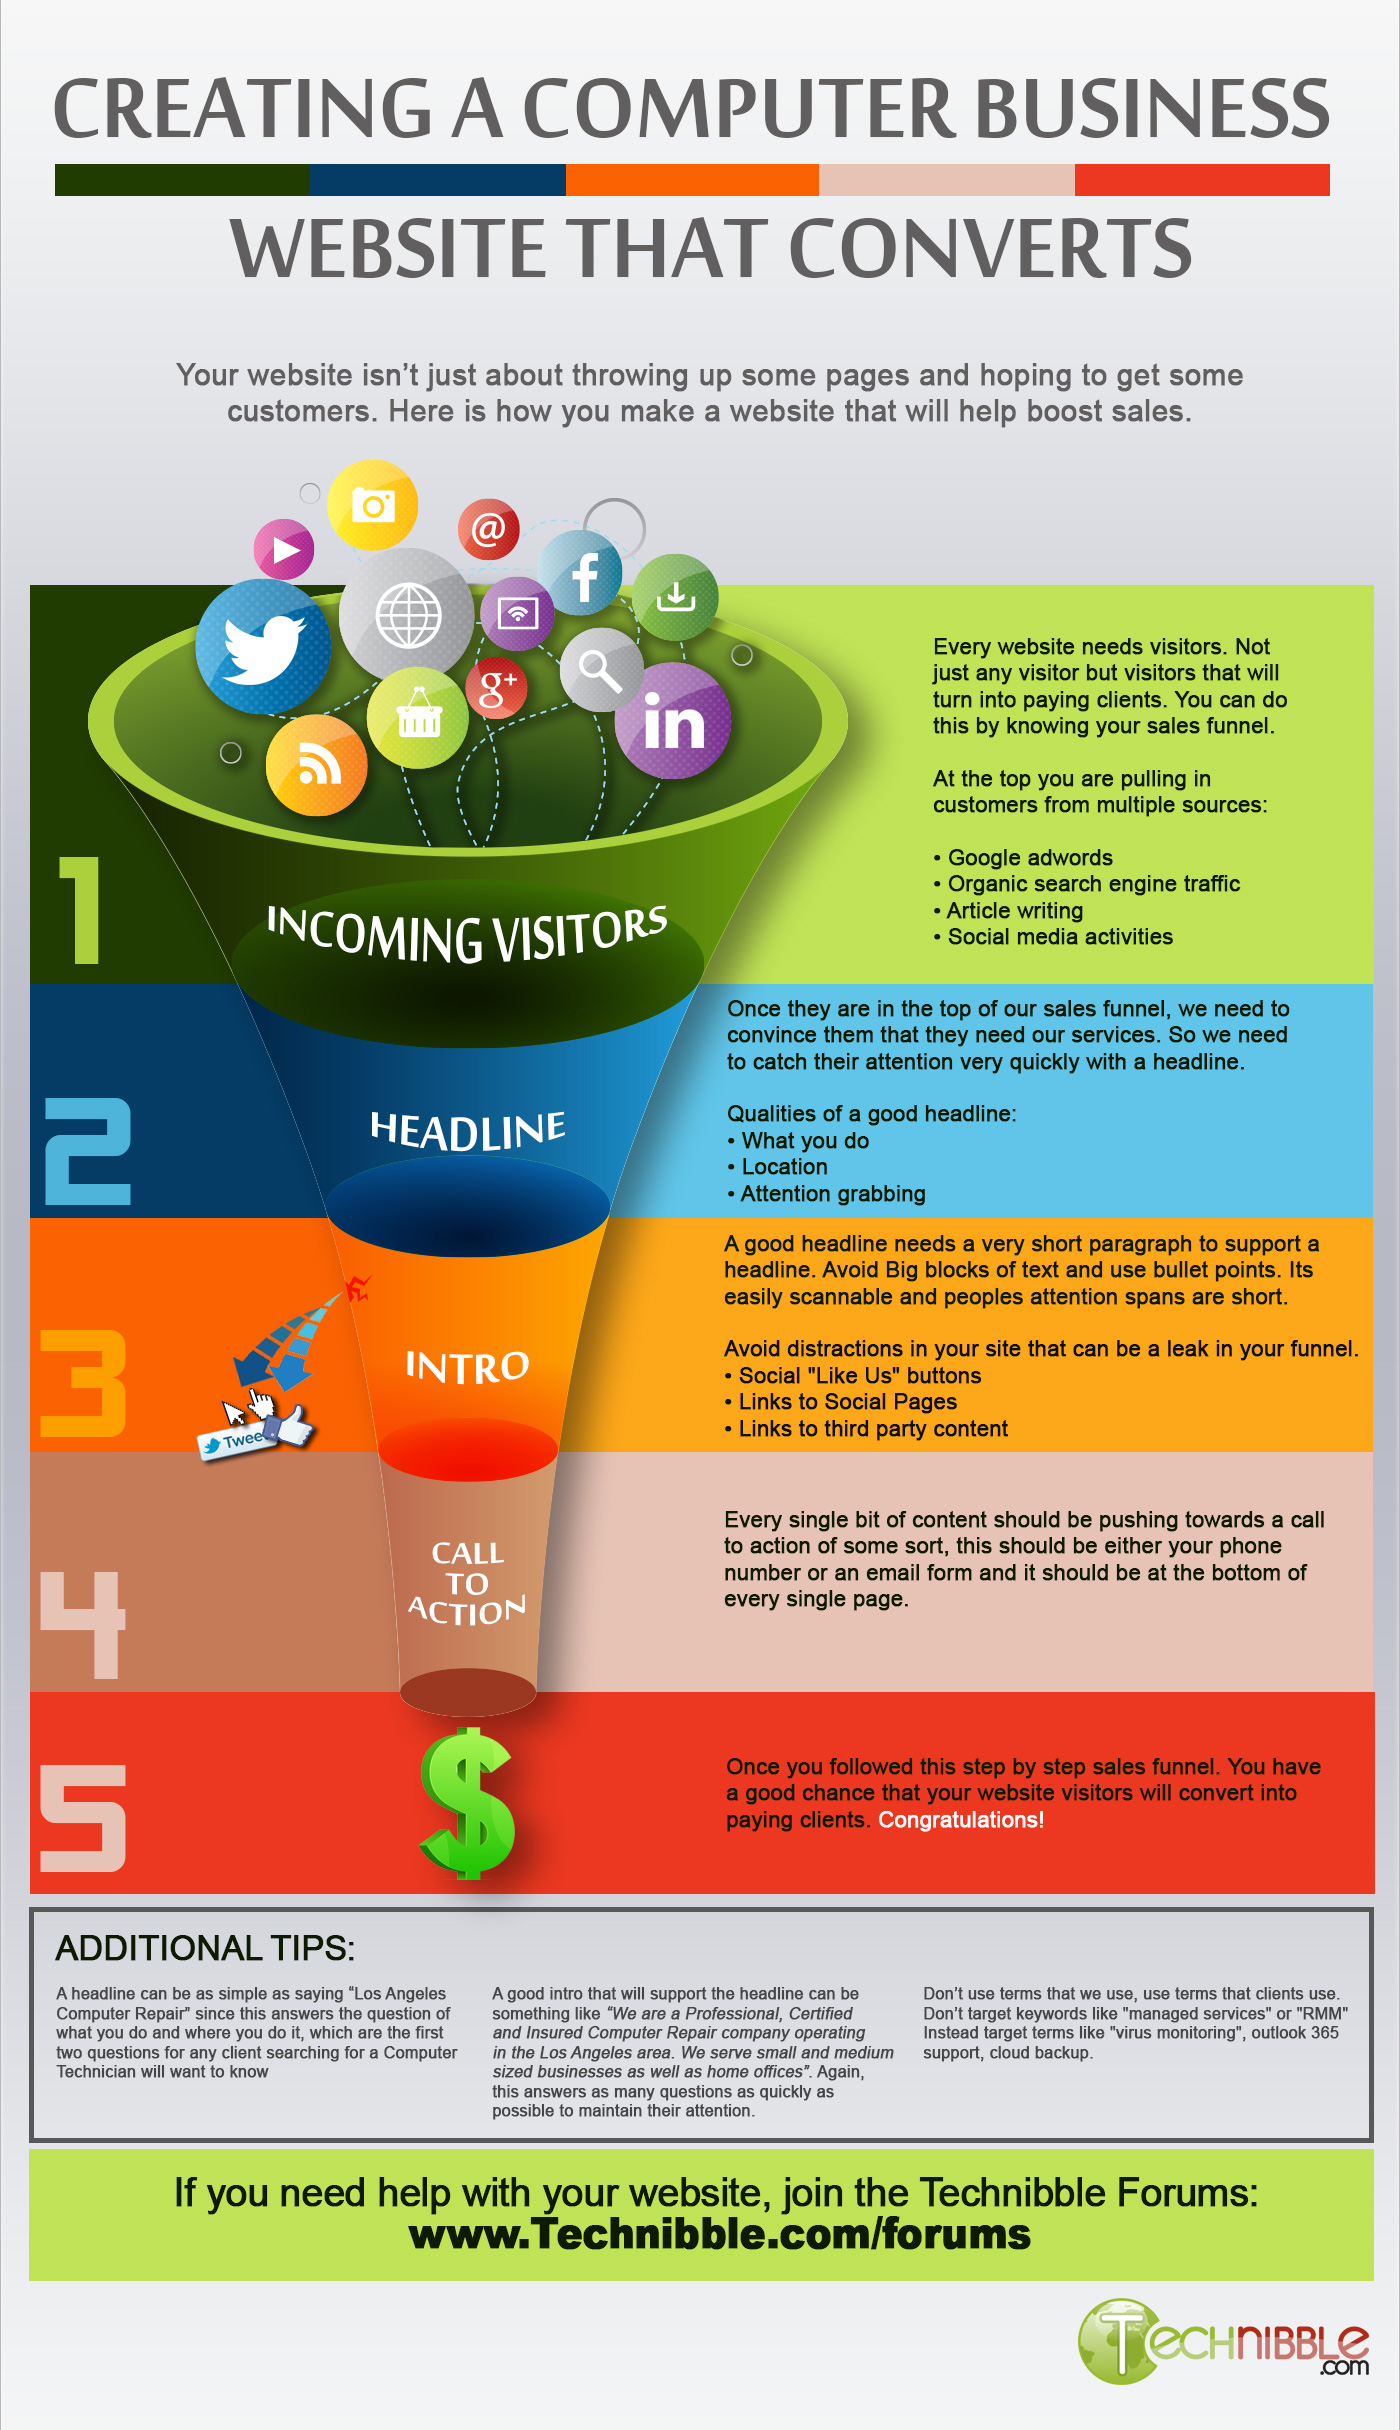 CREATING A COMPUTER BUSINESS
WEBSITE THAT CONVERTS
Your website isn't just about throwing up some pages and hoping to get some
customers. Here is how you make a website that will help boost sales.
@
f
g+
in
1
INCOMING VISITORS
Every website needs visitors. Not
just any visitor but visitors that will
turn into paying clients. You can do
this by knowing your sales funnel.
At the top you are pulling in
customers from multiple sources:
• Google adwords
• Organic search engine traffic
• Article writing
• Social media activities
2
HEADLINE
Once they are in the top of our sales funnel, we need to
convince them that they need our services. So we need
to catch their attention very quickly with a headline.
Qualities of a good headline:
• What you do
• Location
• Attention grabbing
3
Tweet
INTRO
A good headline needs a very short paragraph to support a
headline. Avoid Big blocks of text and use bullet points. Its
easily scannable and peoples attention spans are short.
Avoid distractions in your site that can be a leak in your funnel.
• Social "Like Us" buttons
• Links to Social Pages
• Links to third party content
4
CALL
TO
ACTION
Every single bit of content should be pushing towards a call
to action of some sort, this should be either your phone
number or an email form and it should be at the bottom of
every single page.
5
$
Once you followed this step by step sales funnel. You have
a good chance that your website visitors will convert into
paying clients. Congratulations!
ADDITIONAL TIPS:
A headline can be as simple as saying “Los Angeles
Computer Repair” since this answers the question of
what you do and where you do it, which are the first
two questions for any client searching for a Computer
Technician will want to know
A good intro that will support the headline can be
something like “We are a Professional, Certified
and Insured Computer Repair company operating
in the Los Angeles area. We serve small and medium
sized businesses as well as home offices”. Again,
this answers as many questions as quickly as
possible to maintain their attention.
Don't use terms that we use, use terms that clients use.
Don't target keywords like "managed services" or "RMM"
Instead target terms like "virus monitoring", outlook 365
support, cloud backup.
If you need help with your website, join the Technibble Forums:
www.Technibble.com/forums
TECHNIBBLE
.com